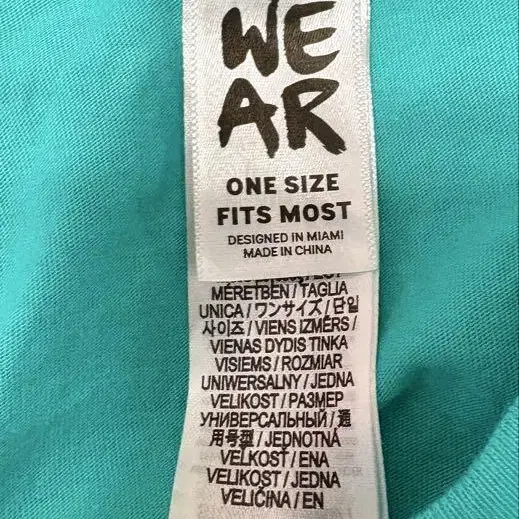 WE
AR
ONE SIZE
FITS MOST
DESIGNED IN MIAMI
MADE IN CHINA
MÉRETBEN / TAGLIA
UNICA / ワンサイズ / 단일
사이즈 / VIENS IZMĒRS /
VIENAS DYDIS TINKA
VISIEMS / ROZMIAR
UNIWERSALNY / JEDNA
VELIKOST / РАЗМЕР
УНИВЕРСАЛЬНЫЙ / 通
用号型 / JEDNOTNÁ
VEĽKOSŤ / ENA
VELIKOST / JEDNA
VELIČINA / EN